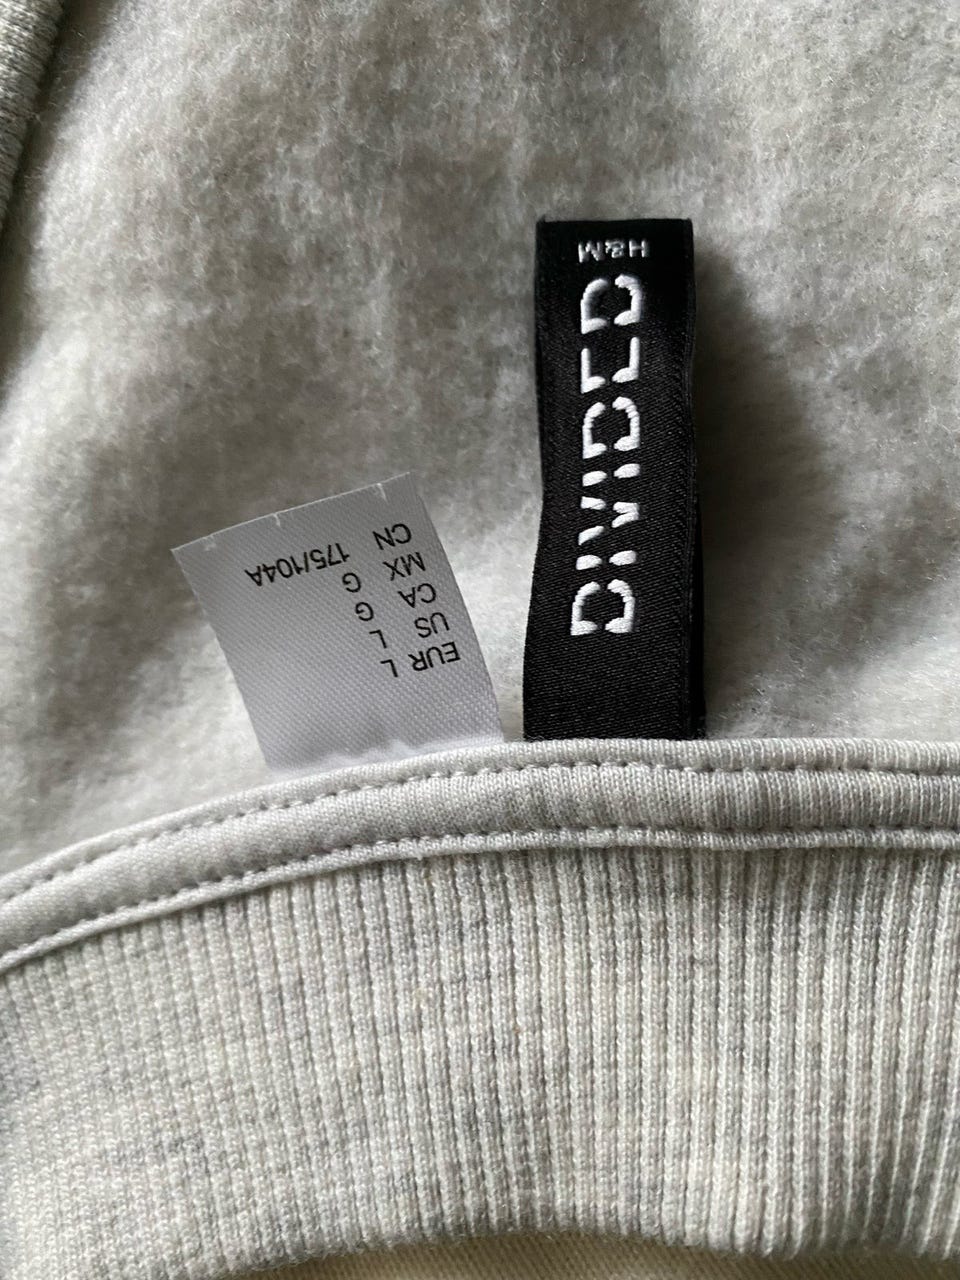 EUR L
US L
CA G
MX G
CN 175/104A
DIVIDED
H&M